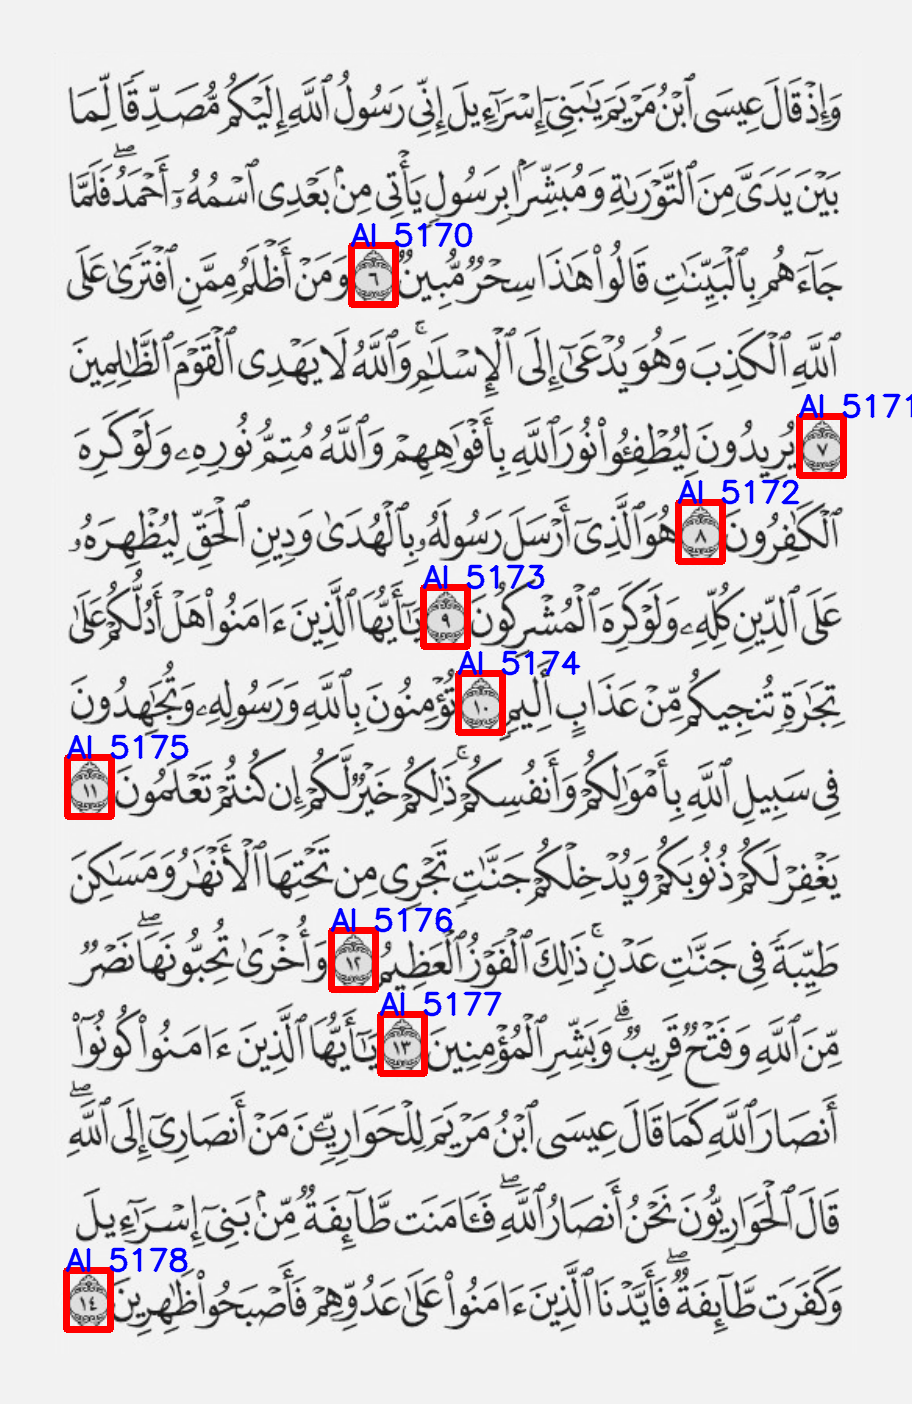 وَإِذْ قَالَ عِيسَى ٱبْنُ مَرْيَمَ يَٰبَنِىٓ إِسْرَٰٓءِيلَ إِنِّى رَسُولُ ٱللَّهِ إِلَيْكُم مُّصَدِّقًا لِّمَا
بَيْنَ يَدَىَّ مِنَ ٱلتَّوْرَىٰةِ وَمُبَشِّرًۢا بِرَسُولٍ يَأْتِى مِنۢ بَعْدِى ٱسْمُهُۥٓ أَحْمَدُ ۖ فَلَمَّا
AI 5170
جَآءَهُم بِٱلْبَيِّنَٰتِ قَالُوا۟ هَٰذَا سِحْرٌ مُّبِينٌ ٦ وَمَنْ أَظْلَمُ مِمَّنِ ٱفْتَرَىٰ عَلَى
ٱللَّهِ ٱلْكَذِبَ وَهُوَ يُدْعَىٰٓ إِلَى ٱلْإِسْلَٰمِ ۚ وَٱللَّهُ لَا يَهْدِى ٱلْقَوْمَ ٱلظَّٰلِمِينَ
AI 5171
٧ يُرِيدُونَ لِيُطْفِـُٔوا۟ نُورَ ٱللَّهِ بِأَفْوَٰهِهِمْ وَٱللَّهُ مُتِمُّ نُورِهِۦ وَلَوْ كَرِهَ
AI 5172
ٱلْكَٰفِرُونَ ٨ هُوَ ٱلَّذِىٓ أَرْسَلَ رَسُولَهُۥ بِٱلْهُدَىٰ وَدِينِ ٱلْحَقِّ لِيُظْهِرَهُۥ
AI 5173
عَلَى ٱلدِّينِ كُلِّهِۦ وَلَوْ كَرِهَ ٱلْمُشْرِكُونَ ٩ يَٰٓأَيُّهَا ٱلَّذِينَ ءَامَنُوا۟ هَلْ أَدُلُّكُمْ عَلَىٰ
AI 5174
تِجَٰرَةٍ تُنجِيكُم مِّنْ عَذَابٍ أَلِيمٍ ١٠ تُؤْمِنُونَ بِٱللَّهِ وَرَسُولِهِۦ وَتُجَٰهِدُونَ
AI 5175
فِى سَبِيلِ ٱللَّهِ بِأَمْوَٰلِكُمْ وَأَنفُسِكُمْ ۚ ذَٰلِكُمْ خَيْرٌ لَّكُمْ إِن كُنتُمْ تَعْلَمُونَ ١١
يَغْفِرْ لَكُمْ ذُنُوبَكُمْ وَيُدْخِلْكُمْ جَنَّٰتٍ تَجْرِى مِن تَحْتِهَا ٱلْأَنْهَٰرُ وَمَسَٰكِنَ
AI 5176
طَيِّبَةً فِى جَنَّٰتِ عَدْنٍ ۚ ذَٰلِكَ ٱلْفَوْزُ ٱلْعَظِيمُ ١٢ وَأُخْرَىٰ تُحِبُّونَهَا ۖ نَصْرٌ
AI 5177
مِّنَ ٱللَّهِ وَفَتْحٌ قَرِيبٌ ۗ وَبَشِّرِ ٱلْمُؤْمِنِينَ ١٣ يَٰٓأَيُّهَا ٱلَّذِينَ ءَامَنُوا۟ كُونُوٓا۟
أَنصَارَ ٱللَّهِ كَمَا قَالَ عِيسَى ٱبْنُ مَرْيَمَ لِلْحَوَارِيِّـۧنَ مَنْ أَنصَارِىٓ إِلَى ٱللَّهِ ۖ
قَالَ ٱلْحَوَارِيُّونَ نَحْنُ أَنصَارُ ٱللَّهِ ۖ فَـَٔامَنَت طَّآئِفَةٌ مِّنۢ بَنِىٓ إِسْرَٰٓءِيلَ
AI 5178
وَكَفَرَت طَّآئِفَةٌ ۖ فَأَيَّدْنَا ٱلَّذِينَ ءَامَنُوا۟ عَلَىٰ عَدُوِّهِمْ فَأَصْبَحُوا۟ ظَٰهِرِينَ ١٤